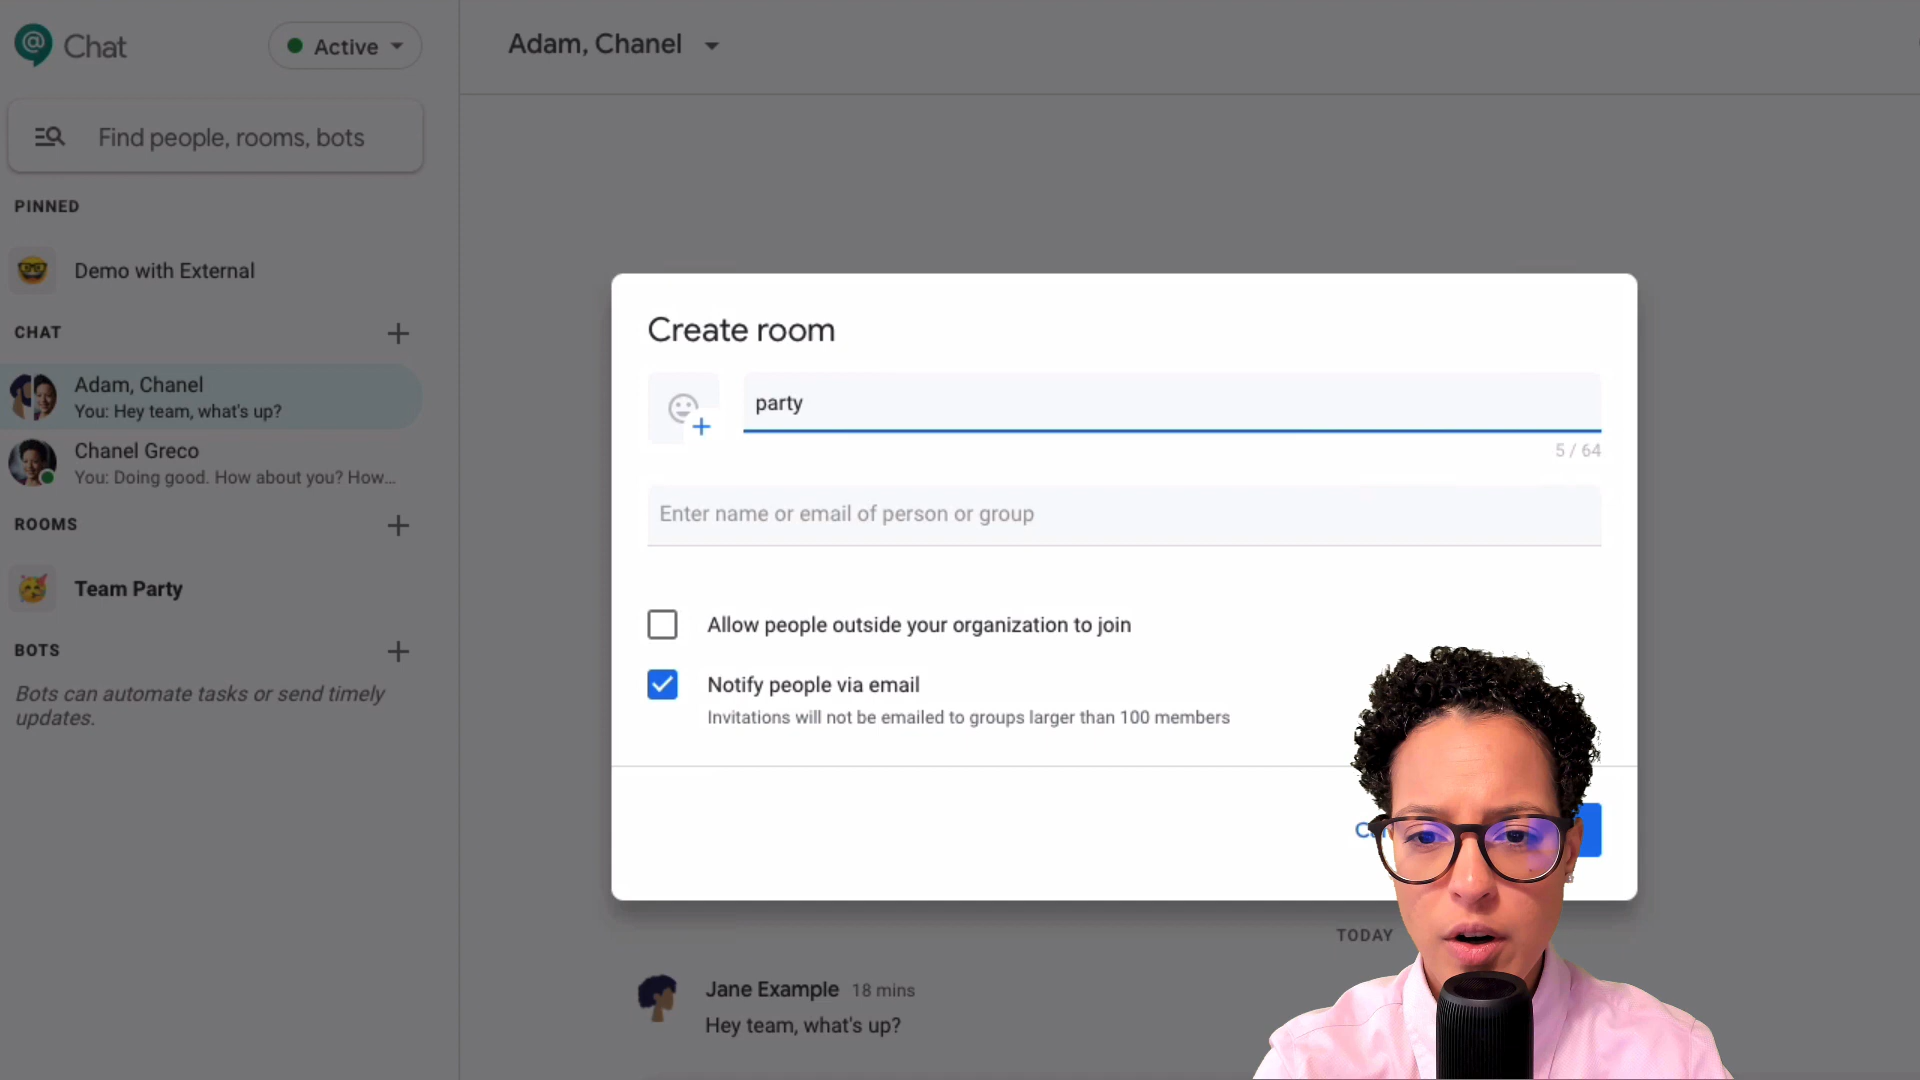 Chat
Active
Adam, Chanel
Find people, rooms, bots
PINNED
Demo with External
CHAT
Adam, Chanel
You: Hey team, what's up?
Chanel Greco
You: Doing good. How about you? How...
ROOMS
Team Party
BOTS
Bots can automate tasks or send timely
updates.
Create room
party
5 / 64
Enter name or email of person or group
Allow people outside your organization to join
Notify people via email
Invitations will not be emailed to groups larger than 100 members
TODAY
Jane Example 18 mins
Hey team, what's up?